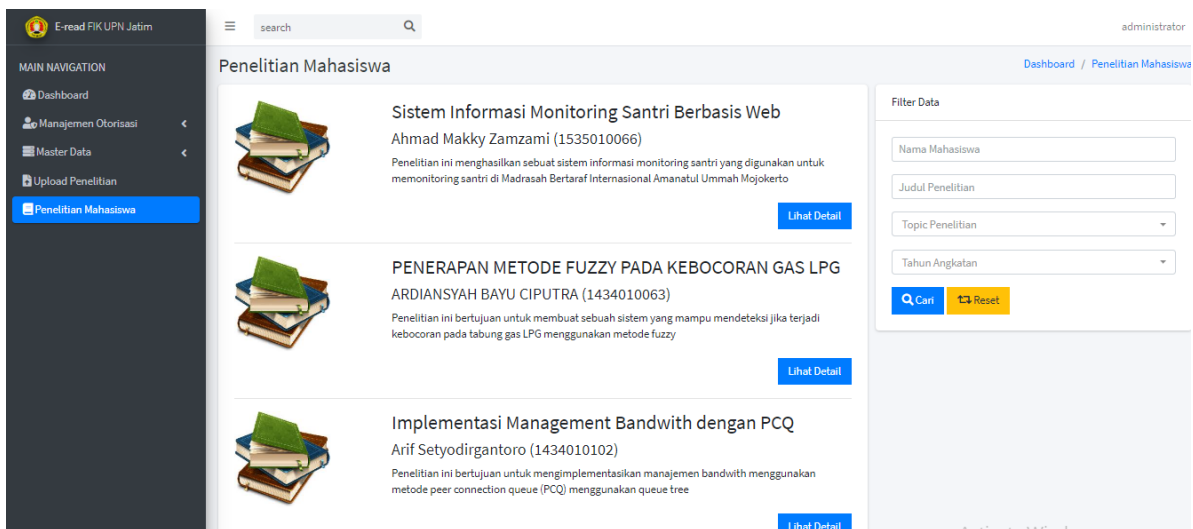 E-read FIK UPN Jatim
search
administrator
MAIN NAVIGATION
Dashboard
Manajemen Otorisasi
Master Data
Upload Penelitian
Penelitian Mahasiswa
Penelitian Mahasiswa
Dashboard / Penelitian Mahasiswa
Sistem Informasi Monitoring Santri Berbasis Web
Ahmad Makky Zamzami (1535010066)
Penelitian ini menghasilkan sebuat sistem informasi monitoring santri yang digunakan untuk
memonitoring santri di Madrasah Bertaraf Internasional Amanatul Ummah Mojokerto
Lihat Detail
PENERAPAN METODE FUZZY PADA KEBOCORAN GAS LPG
ARDIANSYAH BAYU CIPUTRA (1434010063)
Penelitian ini bertujuan untuk membuat sebuah sistem yang mampu mendeteksi jika terjadi
kebocoran pada tabung gas LPG menggunakan metode fuzzy
Lihat Detail
Implementasi Management Bandwith dengan PCQ
Arif Setyodirgantoro (1434010102)
Penelitian ini bertujuan untuk mengimplementasikan manajemen bandwith menggunakan
metode peer connection queue (PCQ) menggunakan queue tree
Lihat Detail
Filter Data
Nama Mahasiswa
Judul Penelitian
Topic Penelitian
Tahun Angkatan
Cari
Reset